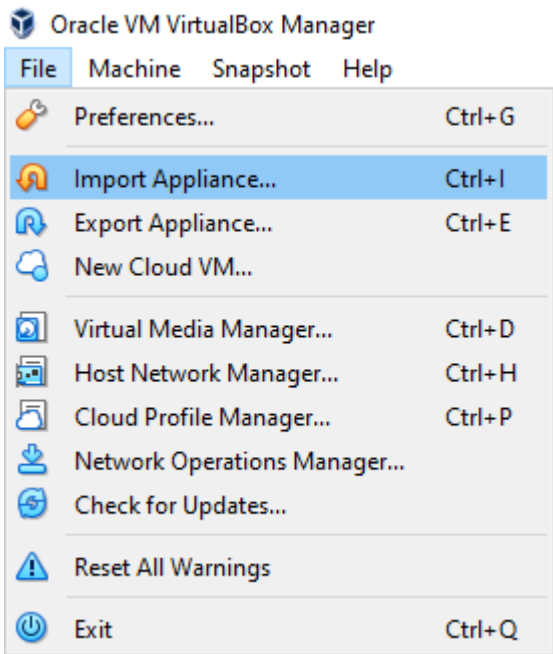 Oracle VM VirtualBox Manager
File Machine Snapshot Help
Preferences... Ctrl+G
Import Appliance... Ctrl+I
Export Appliance... Ctrl+E
New Cloud VM...
Virtual Media Manager... Ctrl+D
Host Network Manager... Ctrl+H
Cloud Profile Manager... Ctrl+P
Network Operations Manager...
Check for Updates...
Reset All Warnings
Exit Ctrl+Q